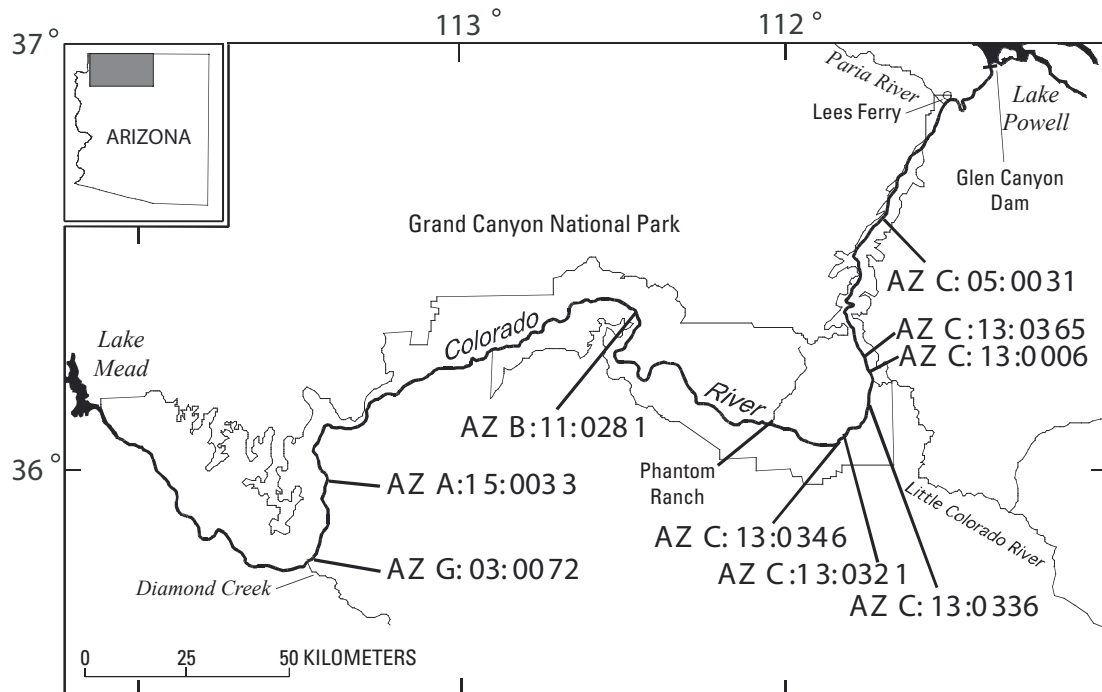 113 °
112 °
37°
Paria River
Lees Ferry
Lake
Powell
ARIZONA
Glen Canyon
Dam
Grand Canyon National Park
AZ C: 05:0031
Colorado
AZ C:13:0365
Lake
Mead
AZ C: 13:0006
River
AZ B:11:0281
36°
Phantom
Ranch
AZ A:15:0033
Little Colorado River
AZ C: 13:0346
AZ G: 03:0072
AZ C:13:0321
Diamond Creek
AZ C: 13:0336
0 25 50 KILOMETERS